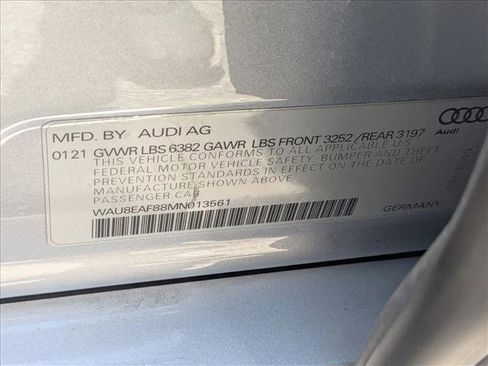 MFD. BY AUDI AG
0121 GVWR LBS 6382 GAWR LBS FRONT 3252 / REAR 3197
THIS VEHICLE CONFORMS TO ALL APPLICABLE U.S.
FEDERAL MOTOR VEHICLE SAFETY, BUMPER AND THEFT
PREVENTION STANDARDS IN EFFECT ON THE DATE OF
MANUFACTURE SHOWN ABOVE.
PASSENGER CAR
WAU8EAF88MN013561
GERMANY
Audi